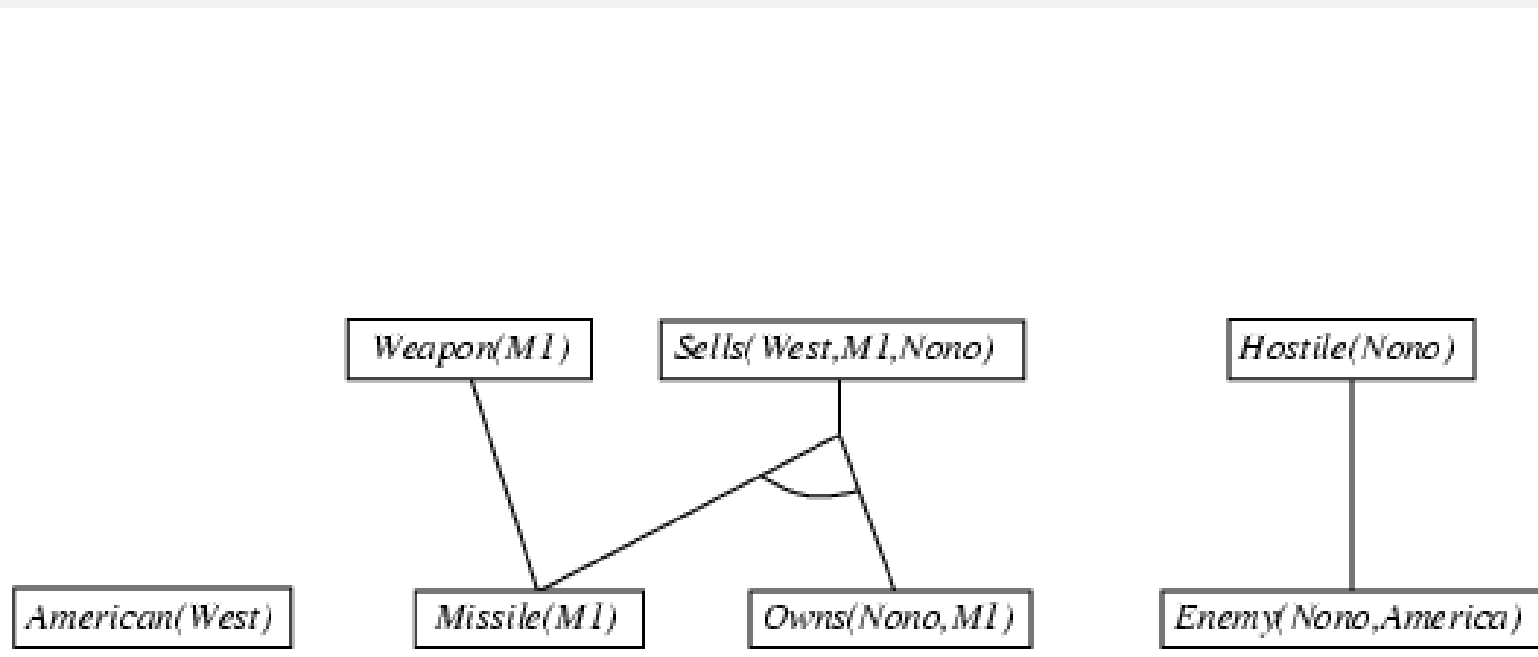 Weapon(M1)
Sells(West,M1,Nono)
Hostile(Nono)
American(West)
Missile(M1)
Owns(Nono,M1)
Enemy(Nono,America)